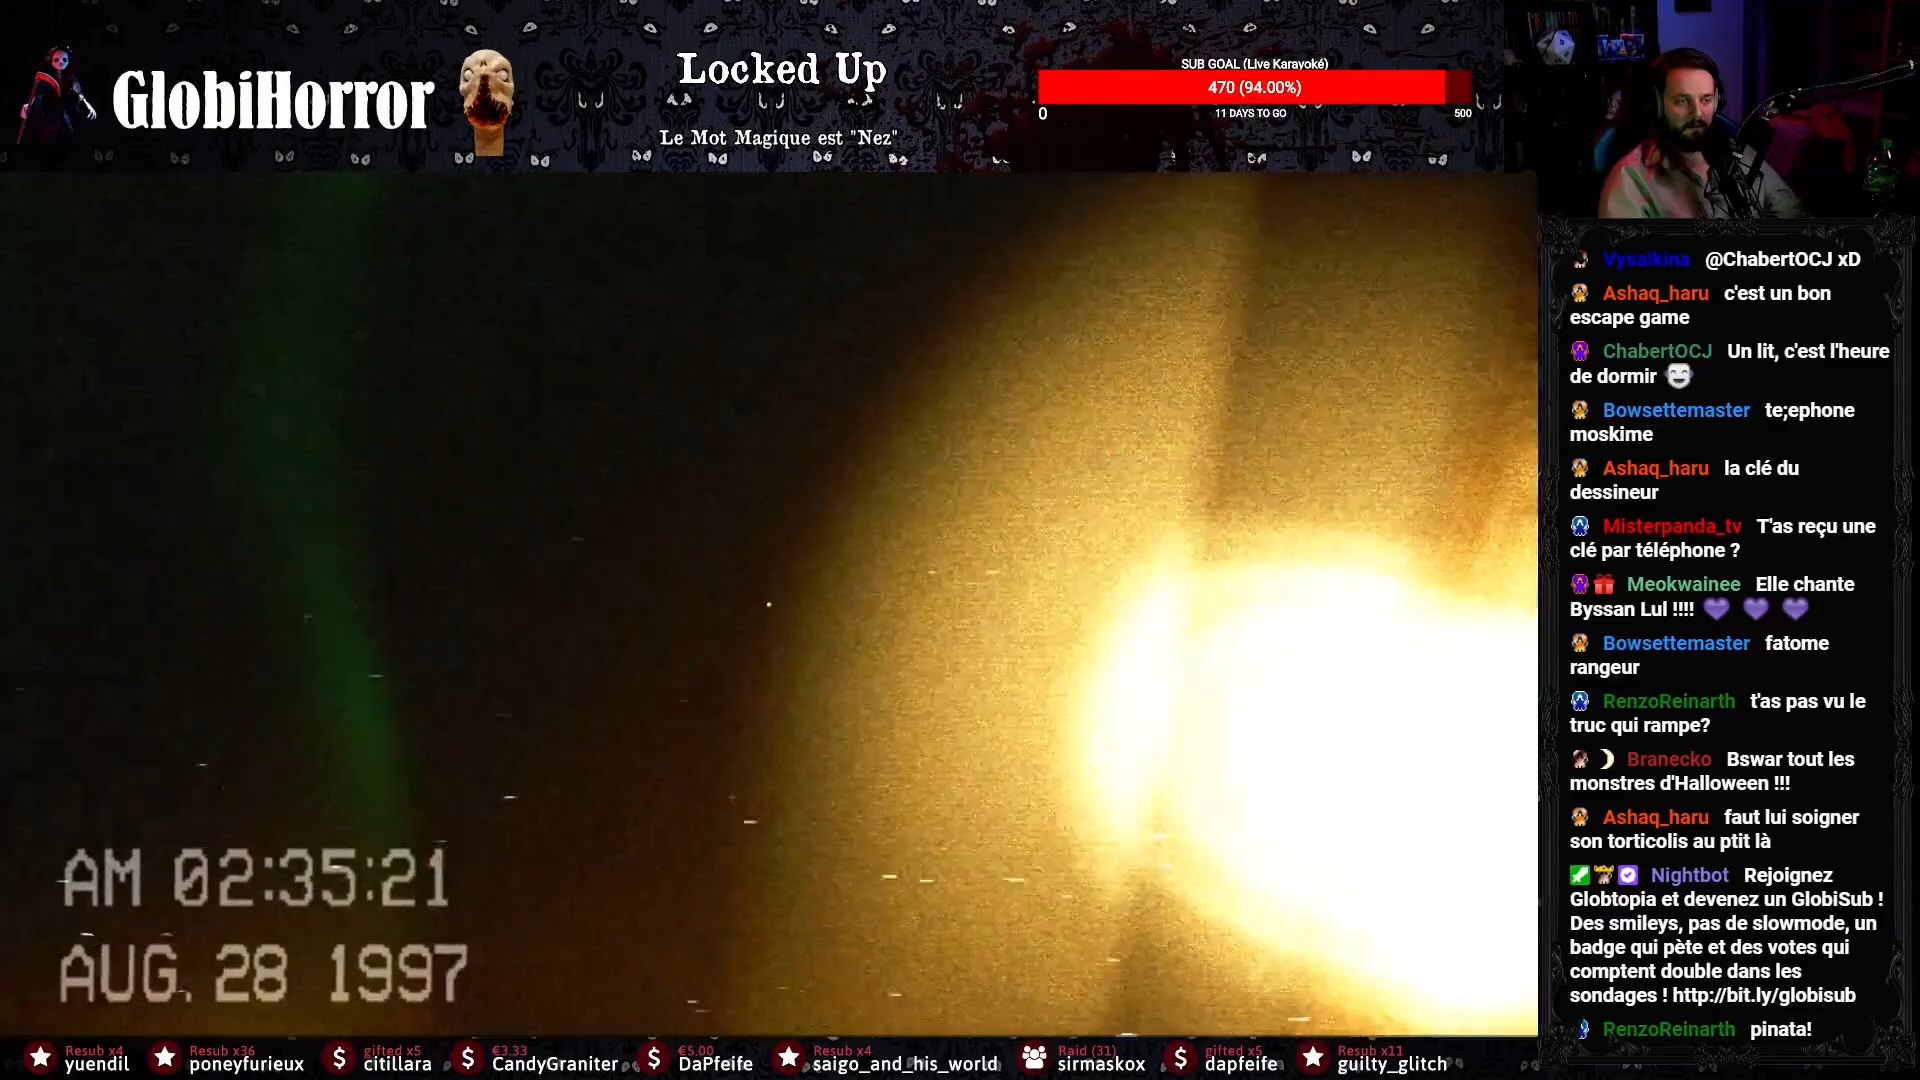 GlobiHorror
Locked Up
Le Mot Magique est "Nez"
SUB GOAL (Live Karayoké)
470 (94.00%)
0
11 DAYS TO GO
500
Vysaikina @ChabertOCJ xD
Ashaq_haru c'est un bon
escape game
ChabertOCJ Un lit, c'est l'heure
de dormir
Bowsettemaster te;ephone
moskime
Ashaq_haru la clé du
dessineur
Misterpanda_tv T'as reçu une
clé par téléphone ?
Meokwainee Elle chante
Byssan Lul !!!!
Bowsettemaster fatome
rangeur
RenzoReinarth t'as pas vu le
truc qui rampe?
Branecko Bswar tout les
monstres d'Halloween !!!
Ashaq_haru faut lui soigner
son torticolis au ptit là
Nightbot Rejoignez
Globtopia et devenez un GlobiSub !
Des smileys, pas de slowmode, un
badge qui pète et des votes qui
comptent double dans les
sondages ! http://bit.ly/globisub
RenzoReinarth pinata!
AM 02:35:21
AUG. 28 1997
Resub x4
yuendil
Resub x36
poneyfurieux
gifted x5
citillara
€3.33
CandyGraniter
€5.00
DaPfeife
Resub x4
saigo_and_his_world
Raid (31)
sirmaskox
gifted x5
dapfeife
Resub x11
guilty_glitch